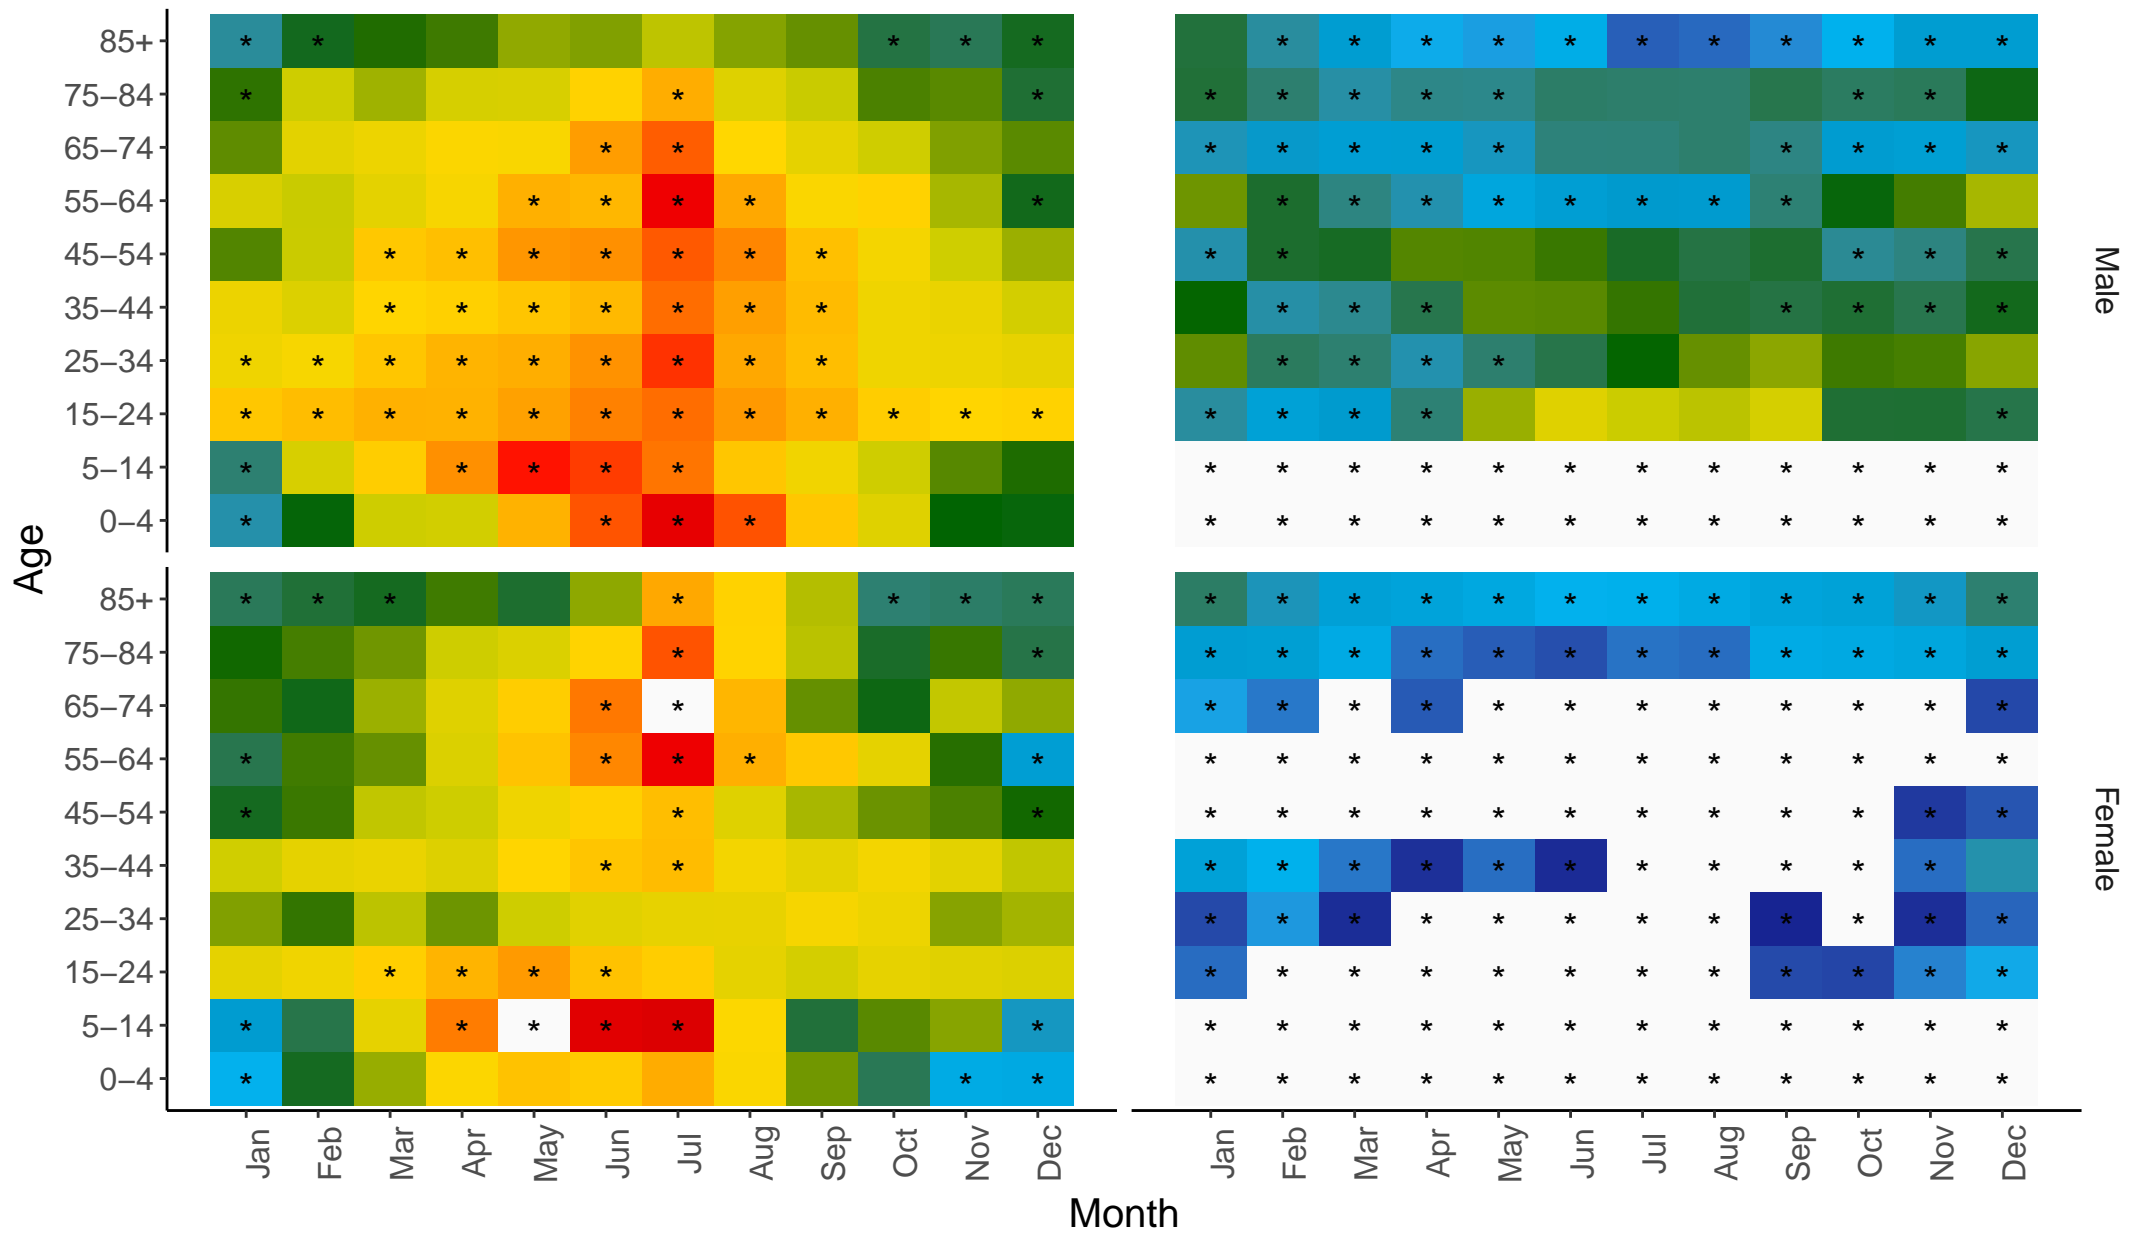 Age
85+ * * * * * * * * * * * * * * * *
75–84 * * * * * * * * * * *
65–74 * * * * * * * * * * * *
55–64 * * * * * * * * * * * * *
45–54 * * * * * * * * * * * *
35–44 * * * * * * * * * * * * * *
25–34 * * * * * * * * * * * * *
15–24 * * * * * * * * * * * * * * * * *
5–14 * * * * * * * * * * * * * * * * *
0–4 * * * * * * * * * * * * * * * *
Male
85+ * * * * * * * * * * * * * * * * * * *
75–84 * * * * * * * * * * * * * *
65–74 * * * * * * * * * * * * * *
55–64 * * * * * * * * * * * * * * * * *
45–54 * * * * * * * * * * * * * * *
35–44 * * * * * * * * * * * * *
25–34 * * * * * * * * * * * *
15–24 * * * * * * * * * * * * * * * *
5–14 * * * * * * * * * * * * * * * * * *
0–4 * * * * * * * * * * * * * * *
Female
Jan Feb Mar Apr May Jun Jul Aug Sep Oct Nov Dec Jan Feb Mar Apr May Jun Jul Aug Sep Oct Nov Dec
Month